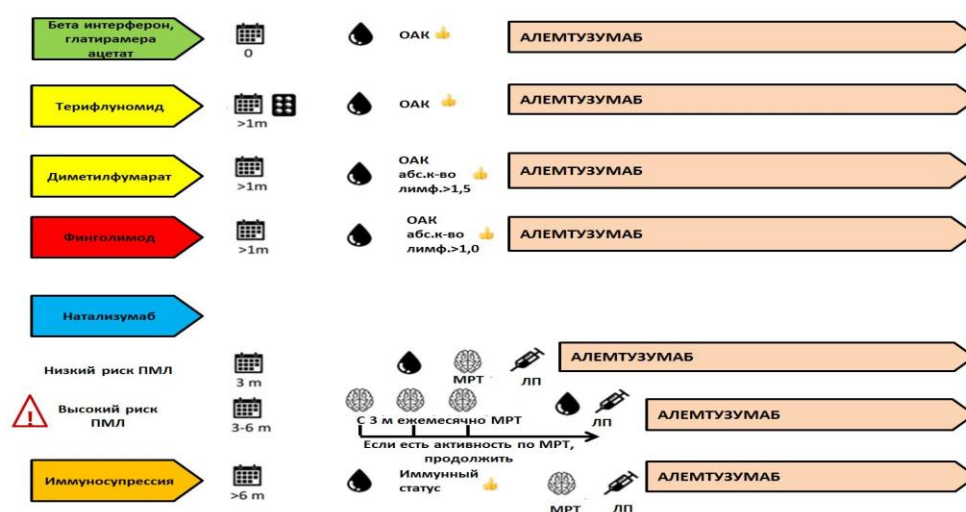 Бета интерферон,
глатирамера
ацетат
0
ОАК
АЛЕМТУЗУМАБ
Терифлуномид
>1m
ОАК
АЛЕМТУЗУМАБ
Диметилфумарат
>1m
ОАК
абс.к-во
лимф.>1,5
АЛЕМТУЗУМАБ
Финголимод
>1m
ОАК
абс.к-во
лимф.>1,0
АЛЕМТУЗУМАБ
Натализумаб
Низкий риск ПМЛ
3 m
МРТ
ЛП
АЛЕМТУЗУМАБ
Высокий риск
ПМЛ
3-6 m
С 3 м ежемесячно МРТ
Если есть активность по МРТ,
продолжить
ЛП
АЛЕМТУЗУМАБ
Иммуносупрессия
>6 m
Иммунный
статус
МРТ
ЛП
АЛЕМТУЗУМАБ